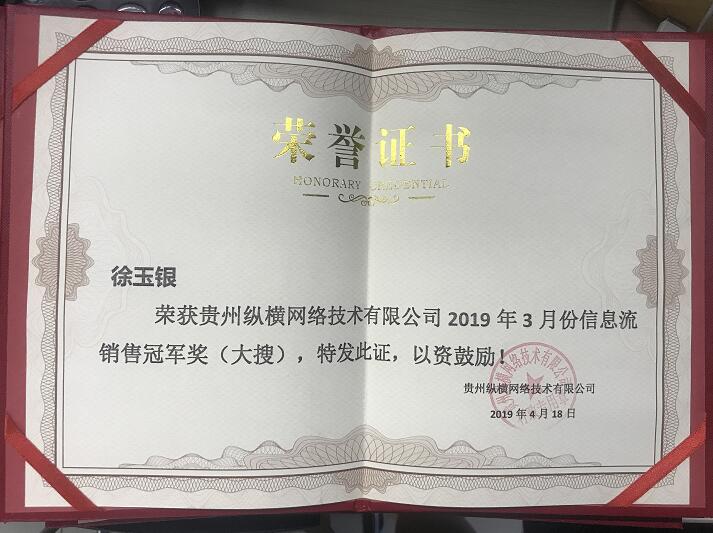 荣誉证书
HONORARY CREDENTIAL
徐玉银
荣获贵州纵横网络技术有限公司 2019 年 3 月份信息流
销售冠军奖（大搜），特发此证，以资鼓励！
贵州纵横网络技术有限公司
2019 年 4 月 18 日